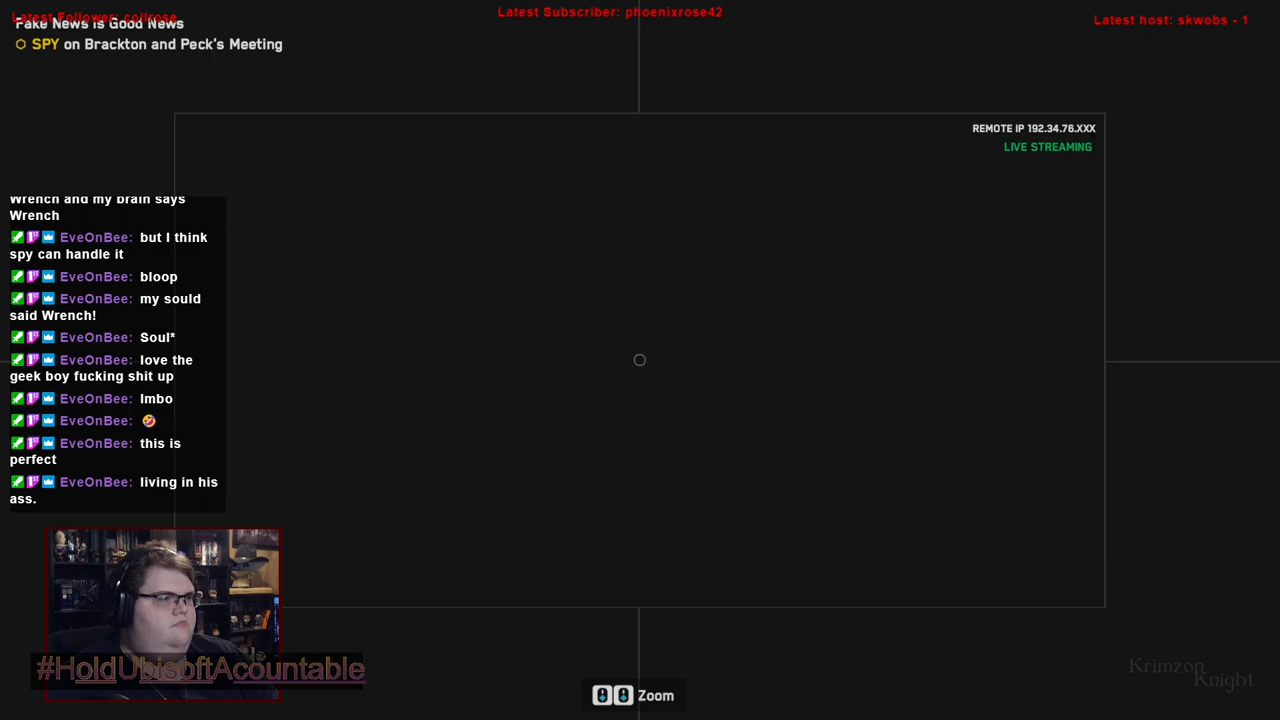 Latest Follower: coilrose
Latest Subscriber: phoenixrose42
Latest host: skwobs - 1
Fake News is Good News
SPY on Brackton and Peck's Meeting
REMOTE IP 192.34.76.XXX
LIVE STREAMING
Wrench and my brain says
Wrench
EveOnBee: but I think
spy can handle it
EveOnBee: bloop
EveOnBee: my sould
said Wrench!
EveOnBee: Soul*
EveOnBee: love the
geek boy fucking shit up
EveOnBee: lmbo
EveOnBee: 🤣
EveOnBee: this is
perfect
EveOnBee: living in his
ass.
#HoldUbisoftAcountable
Zoom
Krimzon
Knight